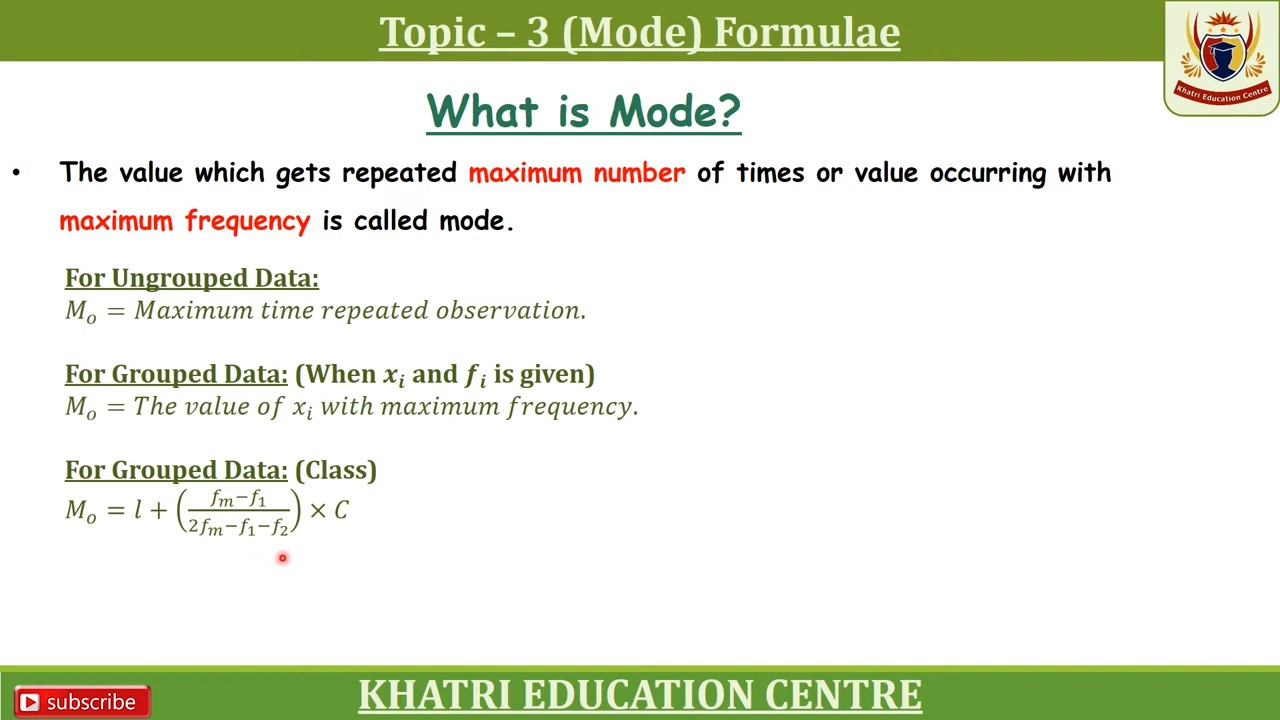 Topic – 3 (Mode) Formulae
Khatri Education Centre
What is Mode?
• The value which gets repeated maximum number of times or value occurring with
maximum frequency is called mode.
For Ungrouped Data:
Mₒ = Maximum time repeated observation.
For Grouped Data: (When xᵢ and fᵢ is given)
Mₒ = The value of xᵢ with maximum frequency.
For Grouped Data: (Class)
Mₒ = l + ((fₘ−f₁)/(2fₘ−f₁−f₂)) × C
subscribe
KHATRI EDUCATION CENTRE